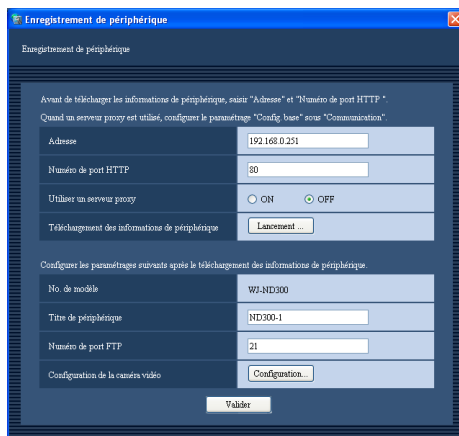 Enregistrement de périphérique
Enregistrement de périphérique
Avant de télécharger les informations de périphérique, saisir "Adresse" et "Numéro de port HTTP ".
Quand un serveur proxy est utilisé, configurer le paramétrage "Config. base" sous "Communication".
Adresse 192.168.0.251
Numéro de port HTTP 80
Utiliser un serveur proxy ON OFF
Téléchargement des informations de périphérique Lancement ...
Configurer les paramétrages suivants après le téléchargement des informations de périphérique.
No. de modèle WJ-ND300
Titre de périphérique ND300-1
Numéro de port FTP 21
Configuration de la caméra vidéo Configuration...
Valider